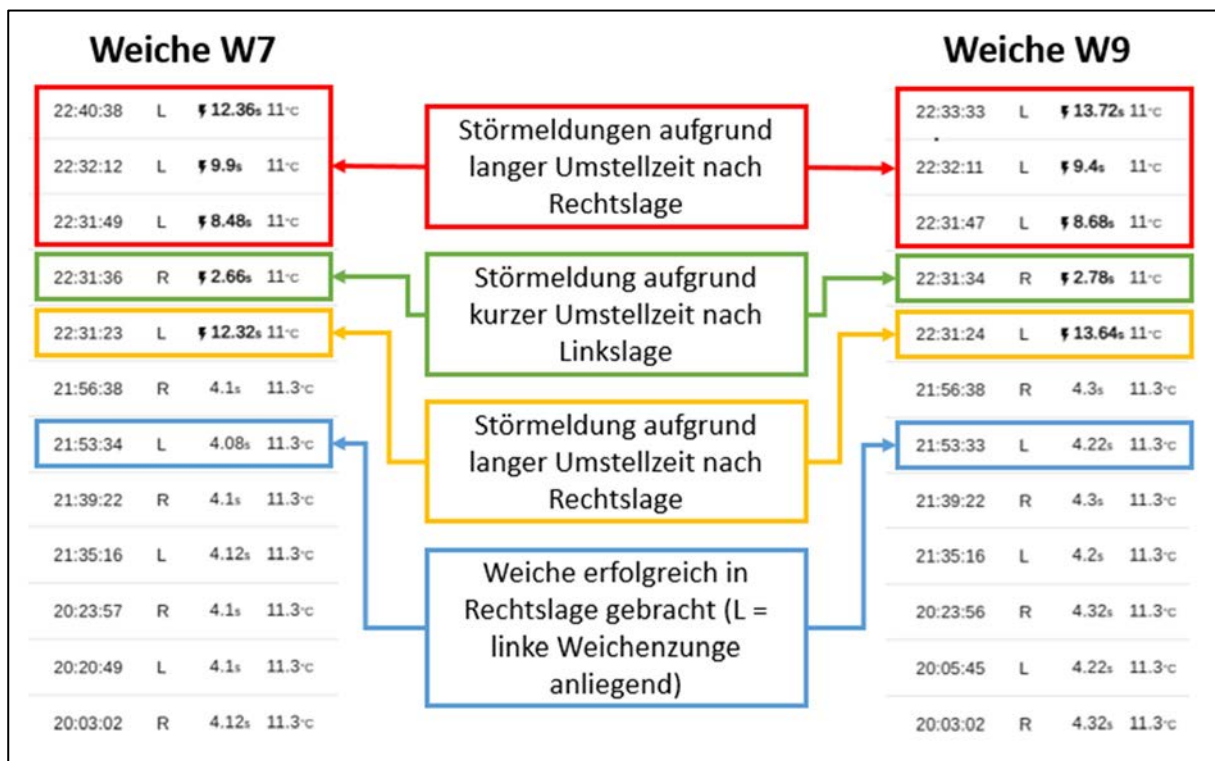 Weiche W7
22:40:38 L 12.36s 11°C
22:32:12 L 9.9s 11°C
22:31:49 L 8.48s 11°C
22:31:36 R 2.66s 11°C
22:31:23 L 12.32s 11°C
21:56:38 R 4.1s 11.3°C
21:53:34 L 4.08s 11.3°C
21:39:22 R 4.1s 11.3°C
21:35:16 L 4.12s 11.3°C
20:23:57 R 4.1s 11.3°C
20:20:49 L 4.1s 11.3°C
20:03:02 R 4.12s 11.3°C
Störmeldungen aufgrund
langer Umstellzeit nach
Rechtslage
Störmeldung aufgrund
kurzer Umstellzeit nach
Linkslage
Störmeldung aufgrund
langer Umstellzeit nach
Rechtslage
Weiche erfolgreich in
Rechtslage gebracht (L =
linke Weichenzunge
anliegend)
Weiche W9
22:33:33 L 13.72s 11°C
22:32:11 L 9.4s 11°C
22:31:47 L 8.68s 11°C
22:31:34 R 2.78s 11°C
22:31:24 L 13.64s 11°C
21:56:38 R 4.3s 11.3°C
21:53:33 L 4.22s 11.3°C
21:39:22 R 4.3s 11.3°C
21:35:16 L 4.2s 11.3°C
20:23:56 R 4.32s 11.3°C
20:05:45 L 4.22s 11.3°C
20:03:02 R 4.32s 11.3°C